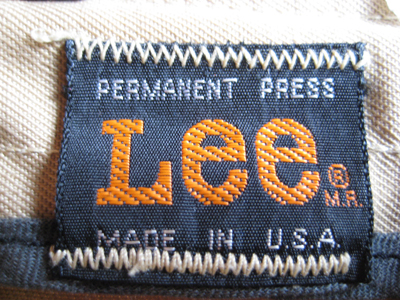 PERMANENT PRESS
Lee ®
M.R.
MADE IN U.S.A.